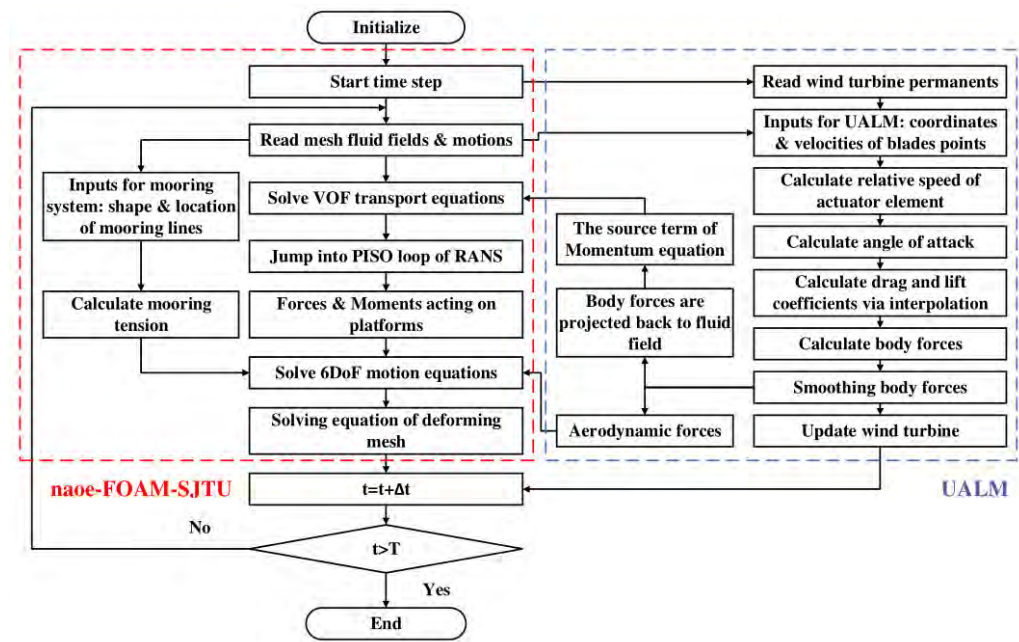 Initialize
Start time step
Read mesh fluid fields & motions
Inputs for mooring
system: shape & location
of mooring lines
Calculate mooring
tension
Solve VOF transport equations
Jump into PISO loop of RANS
Forces & Moments acting on
platforms
Solve 6DoF motion equations
Solving equation of deforming
mesh
naoe-FOAM-SJTU
Read wind turbine permanents
Inputs for UALM: coordinates
& velocities of blades points
Calculate relative speed of
actuator element
Calculate angle of attack
Calculate drag and lift
coefficients via interpolation
Calculate body forces
Smoothing body forces
Update wind turbine
The source term of
Momentum equation
Body forces are
projected back to fluid
field
Aerodynamic forces
UALM
t=t+Δt
t>T
No
Yes
End